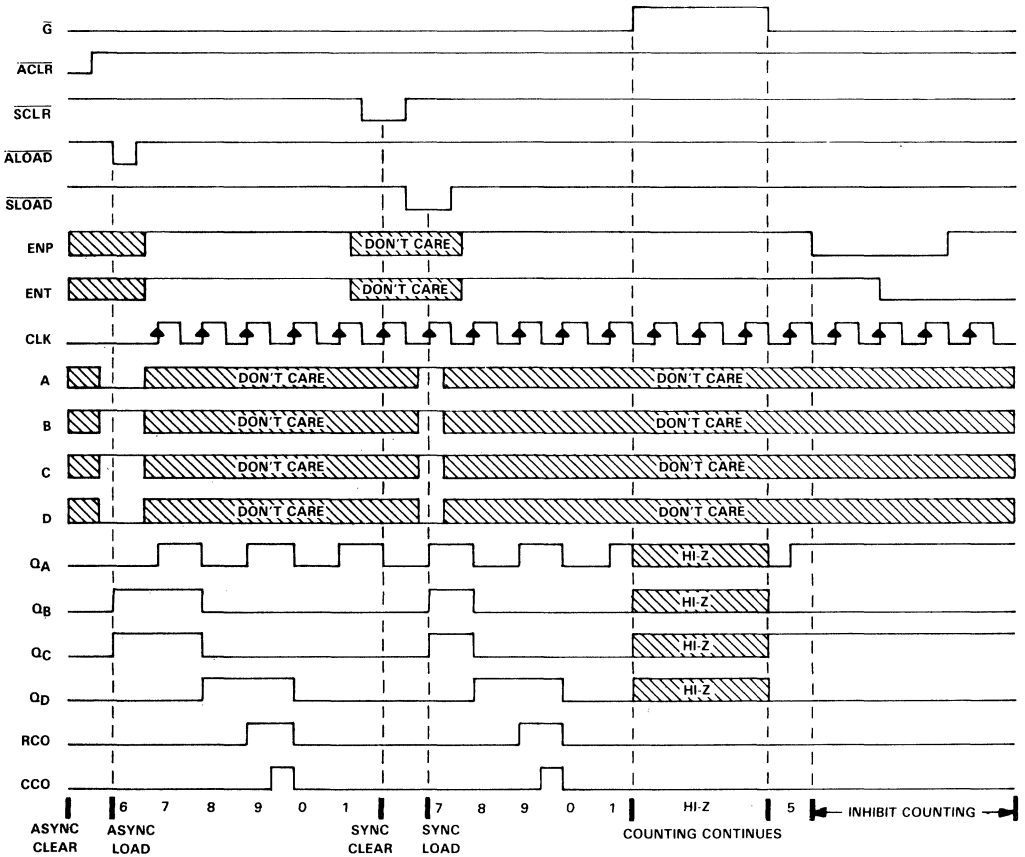 G
ACLR
SCLR
ALOAD
SLOAD
ENP DON'T CARE
ENT DON'T CARE
CLK
A DON'T CARE DON'T CARE
B DON'T CARE DON'T CARE
C DON'T CARE DON'T CARE
D DON'T CARE DON'T CARE
QA HI-Z
QB HI-Z
QC HI-Z
QD HI-Z
RCO
CCO
6 7 8 9 0 1 7 8 9 0 1 HI-Z 5 INHIBIT COUNTING
ASYNC CLEAR
ASYNC LOAD
SYNC CLEAR
SYNC LOAD
COUNTING CONTINUES